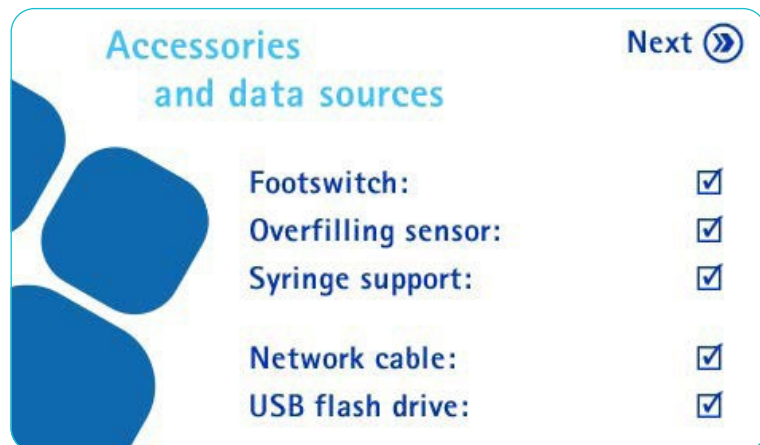 Accessories
and data sources
Next
Footswitch:
Overfilling sensor:
Syringe support:
Network cable:
USB flash drive: